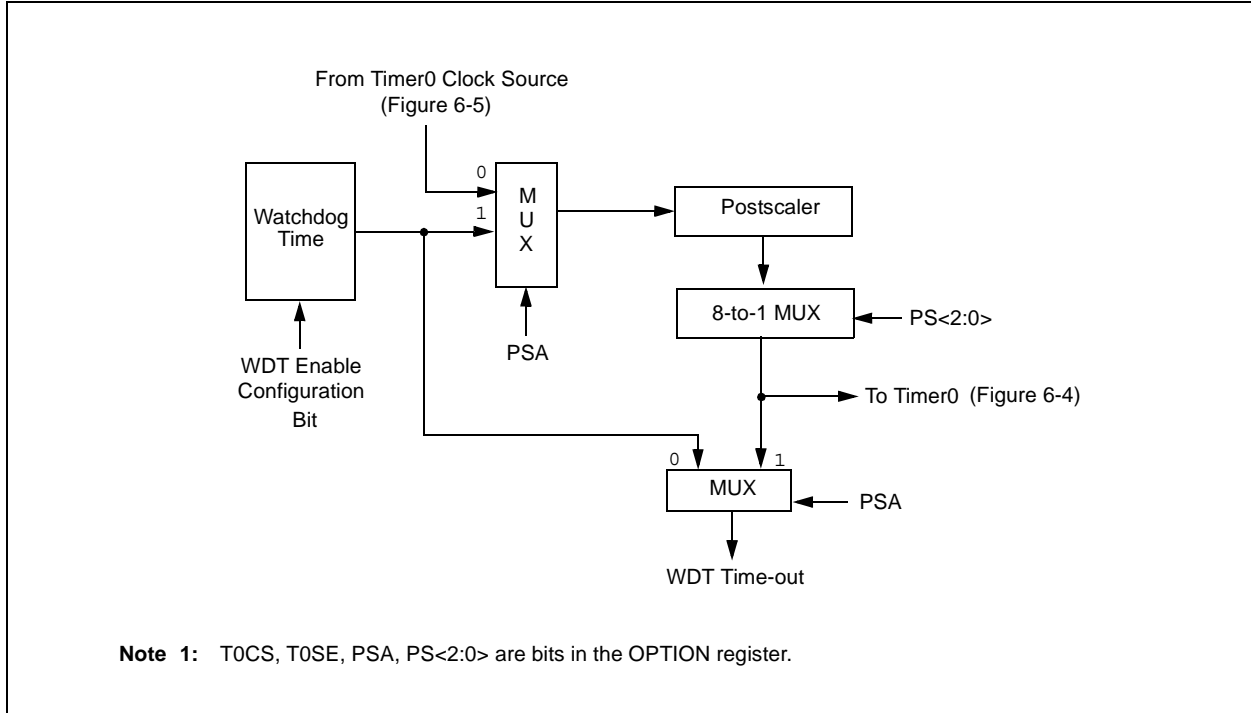 From Timer0 Clock Source
(Figure 6-5)
0
1
M
U
X
Watchdog
Time
Postscaler
8-to-1 MUX
PS<2:0>
PSA
WDT Enable
Configuration
Bit
To Timer0 (Figure 6-4)
0
1
MUX
PSA
WDT Time-out
Note 1: T0CS, T0SE, PSA, PS<2:0> are bits in the OPTION register.